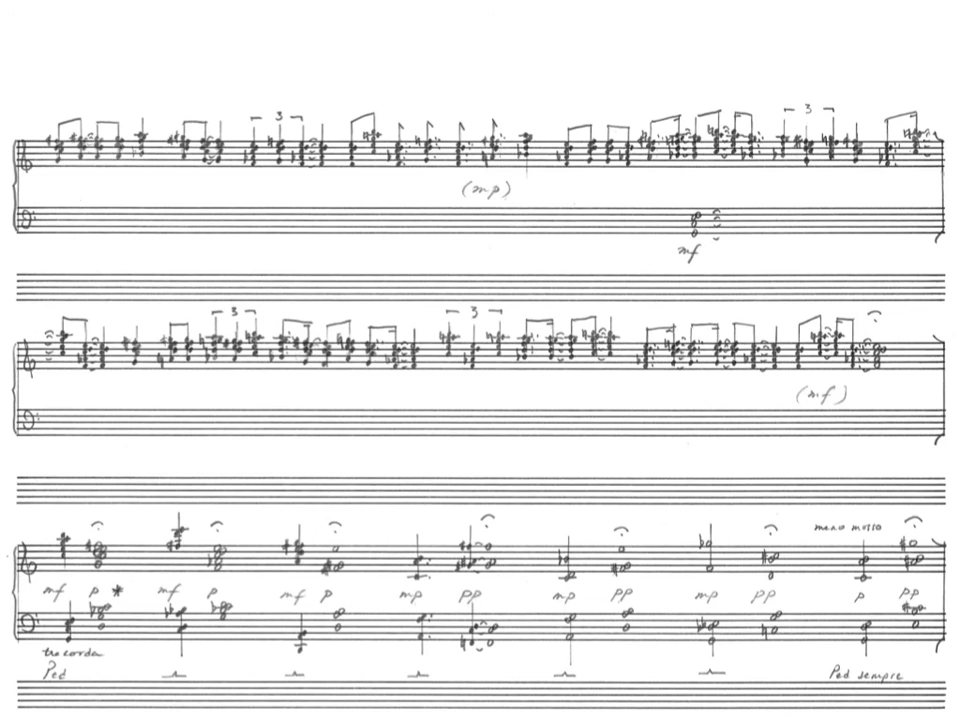 3 3
(mp)
mf
3 3
(mf)
meno mosso
mf p * mf p mf p mp pp mp pp mp pp p pp
tre corde
Ped Ped sempre